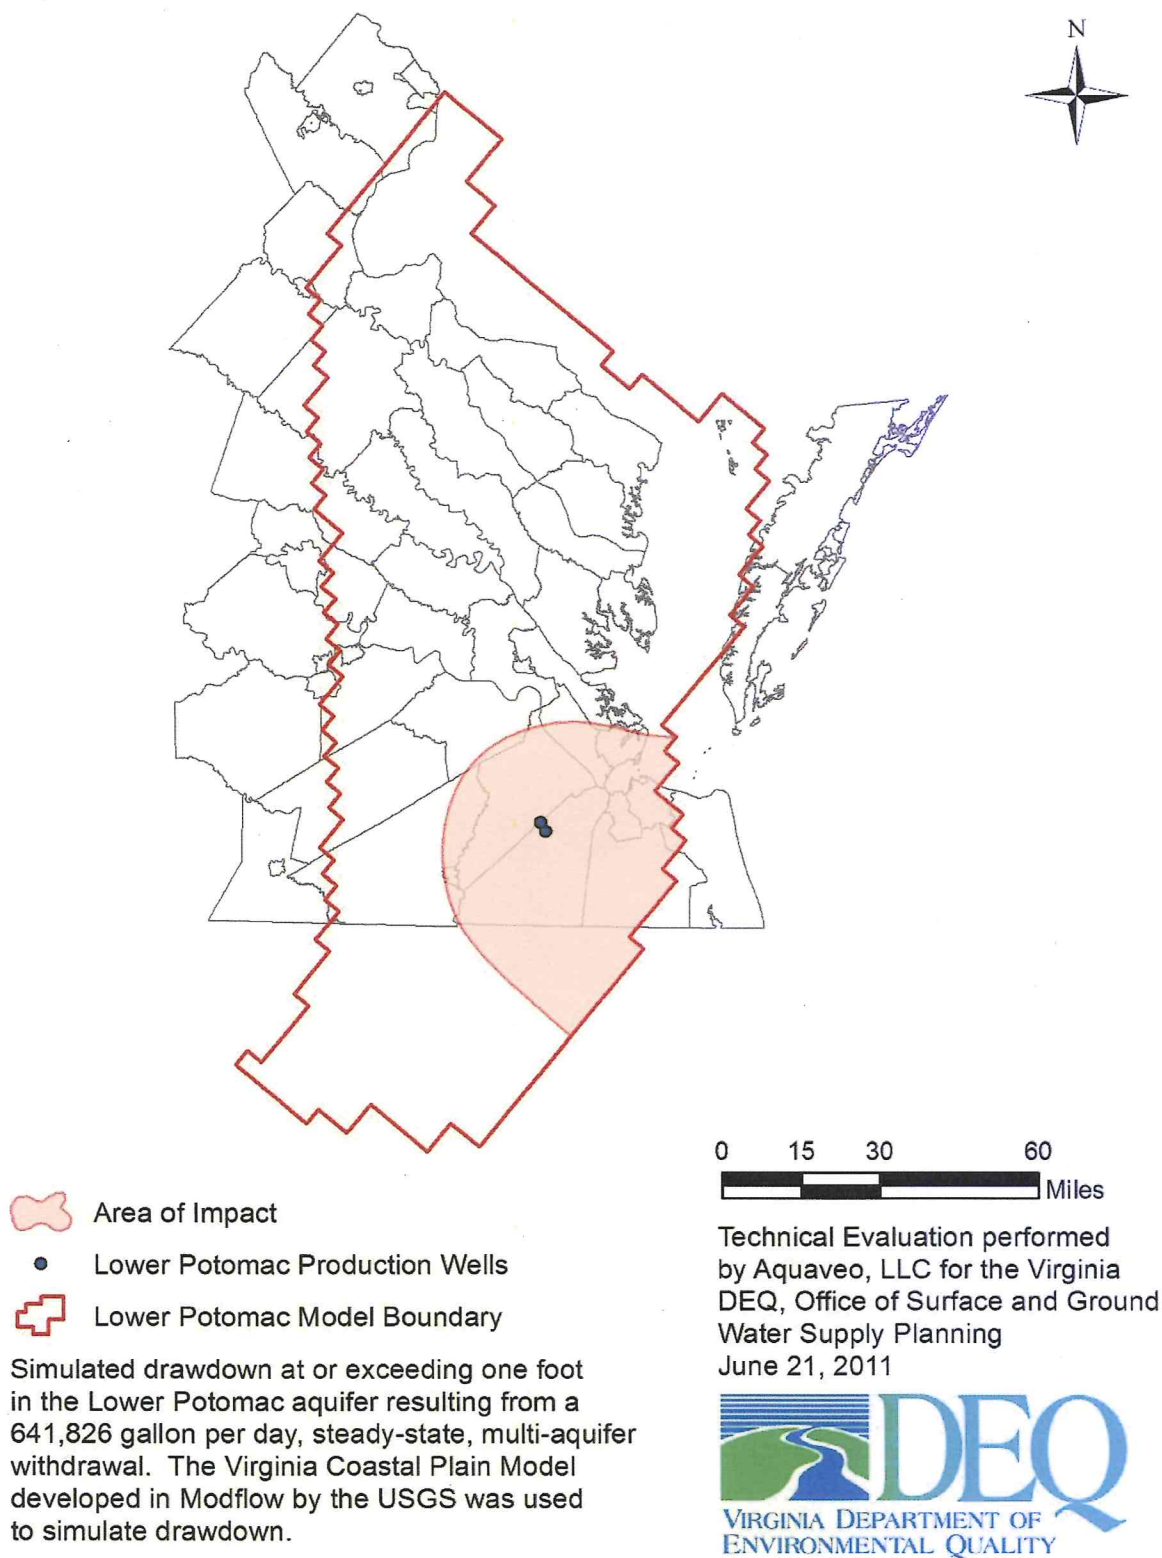 N
0 15 30 60
Miles
Area of Impact
Lower Potomac Production Wells
Lower Potomac Model Boundary
Simulated drawdown at or exceeding one foot
in the Lower Potomac aquifer resulting from a
641,826 gallon per day, steady-state, multi-aquifer
withdrawal. The Virginia Coastal Plain Model
developed in Modflow by the USGS was used
to simulate drawdown.
Technical Evaluation performed
by Aquaveo, LLC for the Virginia
DEQ, Office of Surface and Ground
Water Supply Planning
June 21, 2011
DEQ
VIRGINIA DEPARTMENT OF
ENVIRONMENTAL QUALITY